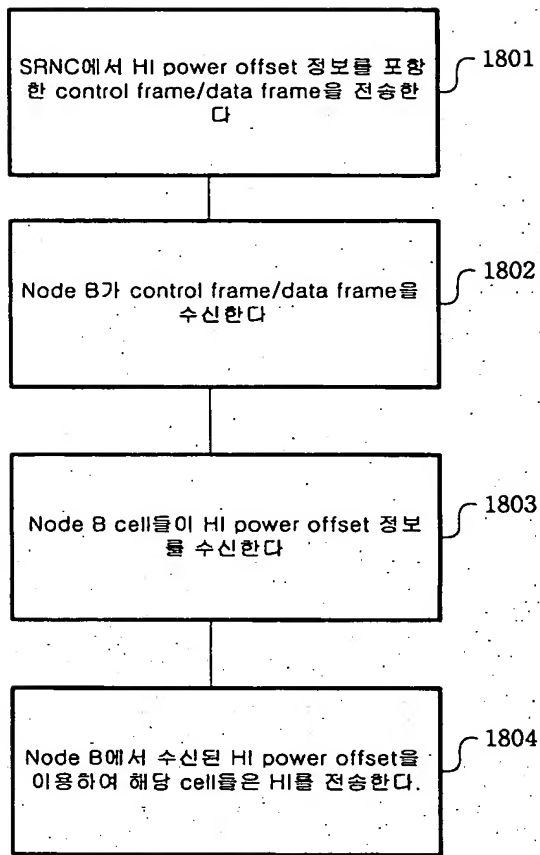 SRNC에서 HI power offset 정보를 포함
한 control frame/data frame을 전송한
다
1801
Node B가 control frame/data frame을
수신한다
1802
Node B cell들이 HI power offset 정보
를 수신한다
1803
Node B에서 수신된 HI power offset을
이용하여 해당 cell들은 HI를 전송한다.
1804